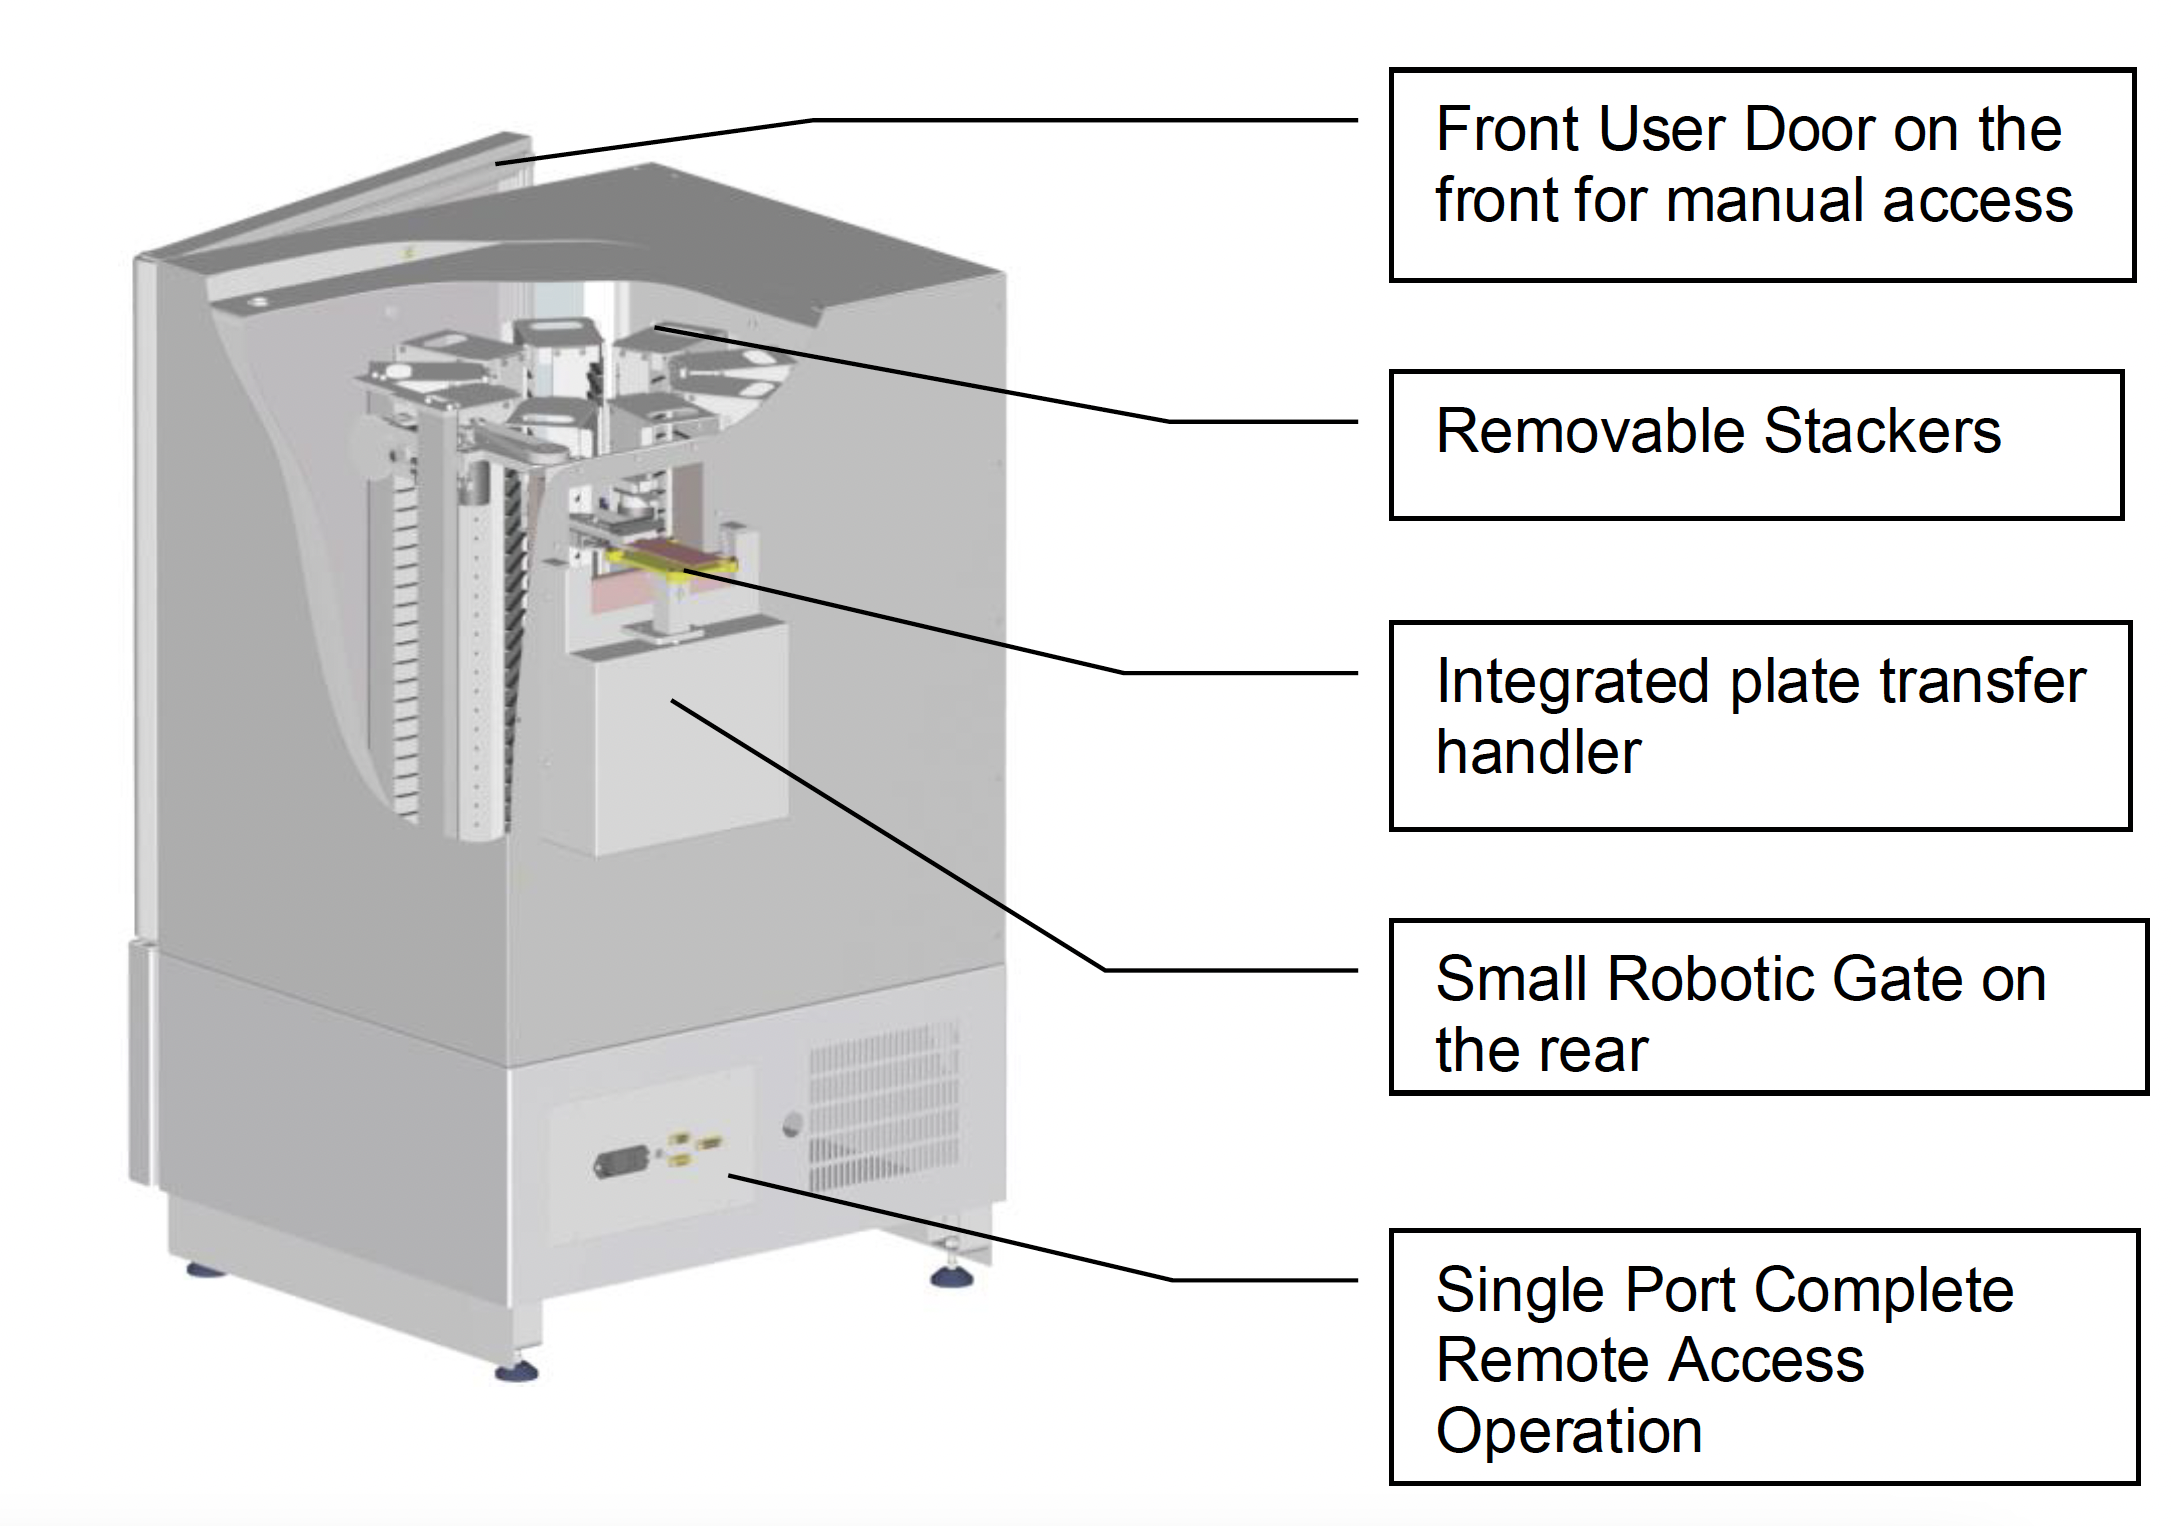 Front User Door on the
front for manual access
Removable Stackers
Integrated plate transfer
handler
Small Robotic Gate on
the rear
Single Port Complete
Remote Access
Operation